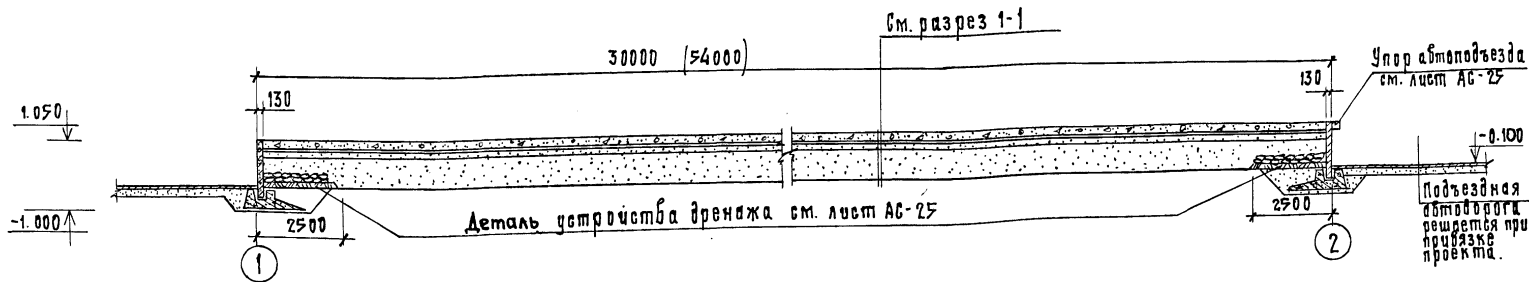 См. разрез 1-1
30000 (54000)
Упор автоподъезда
см. лист АС-25
130
130
1.050
-0.100
-1.000
2500
Деталь устройства дренажа см. лист АС-25
2500
Подъездная
автодорога
решается при
привязке
проекта.
1
2